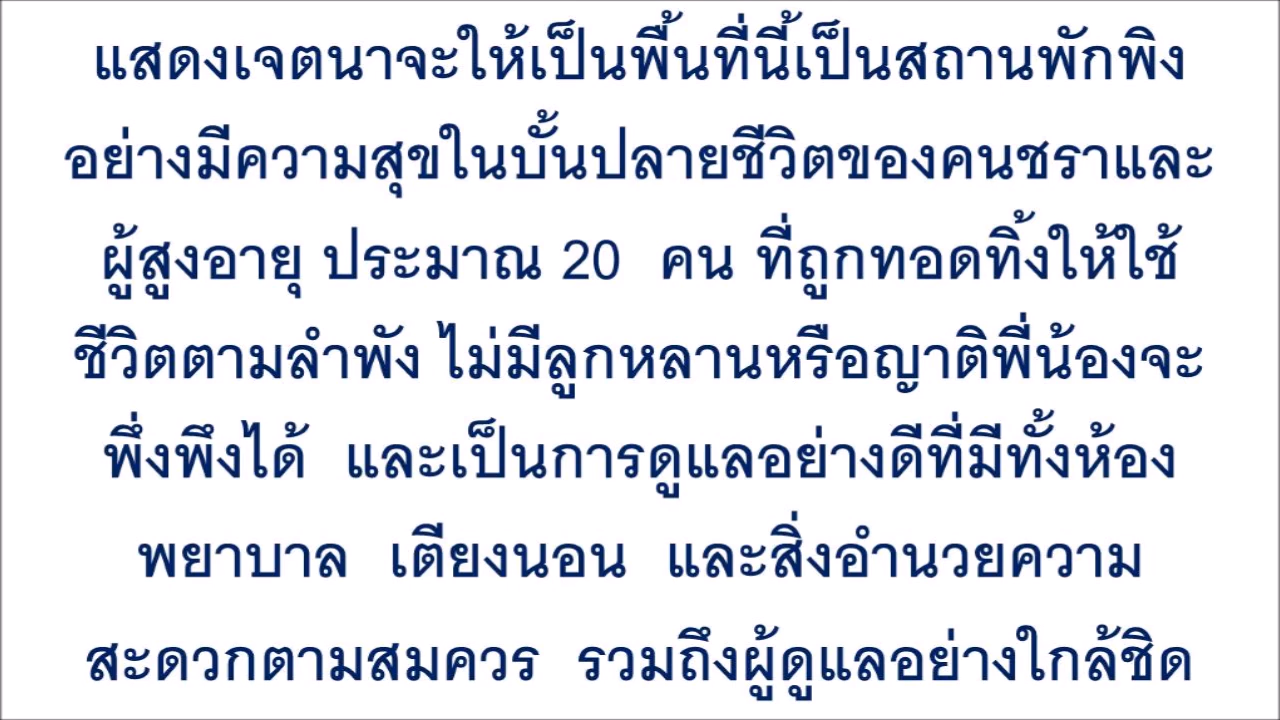 แสดงเจตนาจะให้เป็นพื้นที่นี้เป็นสถานพักพิง
อย่างมีความสุขในบั้นปลายชีวิตของคนชราและ
ผู้สูงอายุ ประมาณ 20 คน ที่ถูกทอดทิ้งให้ใช้
ชีวิตตามลำพัง ไม่มีลูกหลานหรือญาติพี่น้องจะ
พึ่งพึงได้ และเป็นการดูแลอย่างดีที่มีทั้งห้อง
พยาบาล เตียงนอน และสิ่งอำนวยความ
สะดวกตามสมควร รวมถึงผู้ดูแลอย่างใกล้ชิด